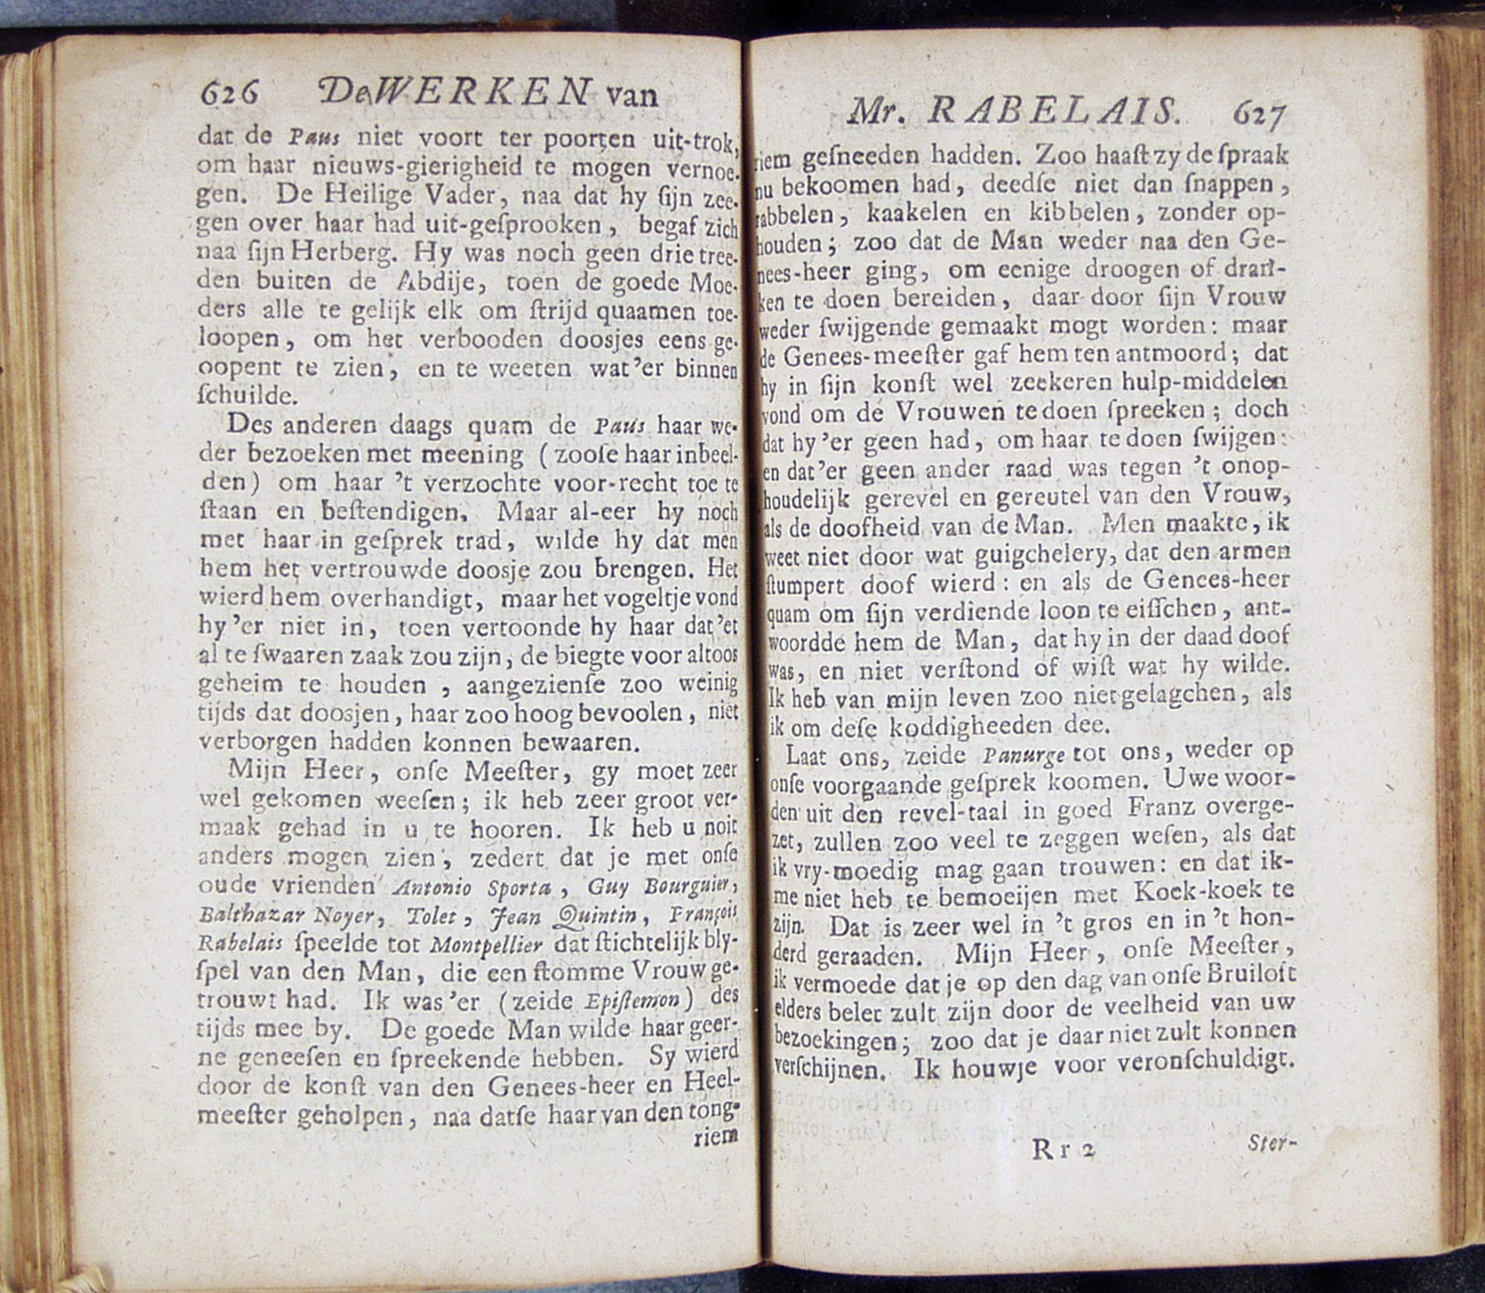 626 De WERKEN van
dat de Paus niet voort ter poorten uit-trok,
om haar nieuws-gierigheid te mogen vernoe-
gen. De Heilige Vader, naa dat hy ſijn zee-
gen over haar had uit-geſprooken, begaf zich
naa ſijn Herberg. Hy was noch geen drie tree-
den buiten de Abdije, toen de goede Moe-
ders alle te gelijk elk om ſtrijd quaamen toe-
loopen, om het verbooden doosjes eens ge-
oopent te zien, en te weeten wat 'er binnen
ſchuilde.
Des anderen daags quam de Paus haar we-
der bezoeken met meening (zooſe haar inbeel-
den) om haar 't verzochte voor-recht toe te
ſtaan en beſtendigen. Maar al-eer hy noch
met haar in geſprek trad, wilde hy dat men
hem het vertrouwde doosje zou brengen. Het
wierd hem overhandigt, maar het vogeltje vond
hy 'er niet in, toen vertoonde hy haar dat 'et
al te ſwaaren zaak zou zijn, de biegte voor altoos
geheim te houden, aangezienſe zoo weinig
tijds dat doosjen, haar zoo hoog bevoolen, niet
verborgen hadden konnen bewaaren.
Mijn Heer, onſe Meeſter, gy moet zeer
wel gekomen weeſen; ik heb zeer groot ver-
maak gehad in u te hooren. Ik heb u noit
anders mogen zien, zedert dat je met onſe
oude vrienden Antonio Sporta, Guy Bourguier,
Balthazar Noyer, Tolet, Jean Quintin, François
Rabelais ſpeelde tot Montpellier dat ſtichtelijk bly-
ſpel van den Man, die een ſtomme Vrouw ge-
trouwt had. Ik was 'er (zeide Epiſtemon) des
tijds mee by. De goede Man wilde haar geer-
ne geneeſen en ſpreekende hebben. Sy wierd
door de konſt van den Genees-heer en Heel-
meeſter geholpen, naa datſe haar van den tong-
riem
Mr. RABELAIS. 627
riem geſneeden hadden. Zoo haaſt zy de ſpraak
nu bekoomen had, deedſe niet dan ſnappen,
rabbelen, kaakelen en kibbelen, zonder op-
houden; zoo dat de Man weder naa den Ge-
nees-heer ging, om eenige droogen of dran-
ken te doen bereiden, daar door ſijn Vrouw
weder ſwijgende gemaakt mogt worden: maar
de Genees-meeſter gaf hem ten antmoord; dat
hy in ſijn konſt wel zeekeren hulp-middelen
vond om de Vrouwen te doen ſpreeken; doch
dat hy 'er geen had, om haar te doen ſwijgen:
en dat 'er geen ander raad was tegen 't onop-
houdelijk gerevel en gereutel van den Vrouw,
als de doofheid van de Man. Men maakte, ik
weet niet door wat guigchelery, dat den armen
ſtumpert doof wierd: en als de Genees-heer
quam om ſijn verdiende loon te eiſſchen, ant-
woordde hem de Man, dat hy in der daad doof
was, en niet verſtond of wiſt wat hy wilde.
Ik heb van mijn leven zoo niet gelagchen, als
ik om deſe koddigheeden dee.
Laat ons, zeide Panurge tot ons, weder op
onſe voorgaande geſprek koomen. Uwe woor-
den uit den revel-taal in goed Franz overge-
zet, zullen zoo veel te zeggen weſen, als dat
ik vry-moedig mag gaan trouwen: en dat ik-
me niet heb te bemoeijen met Koek-koek te
zijn. Dat is zeer wel in 't gros en in 't hon-
derd geraaden. Mijn Heer, onſe Meeſter,
ik vermoede dat je op den dag van onſe Bruiloft
elders belet zult zijn door de veelheid van uw
bezoekingen; zoo dat je daar niet zult konnen
verſchijnen. Ik houwje voor veronſchuldigt.
Rr 2 Ster-